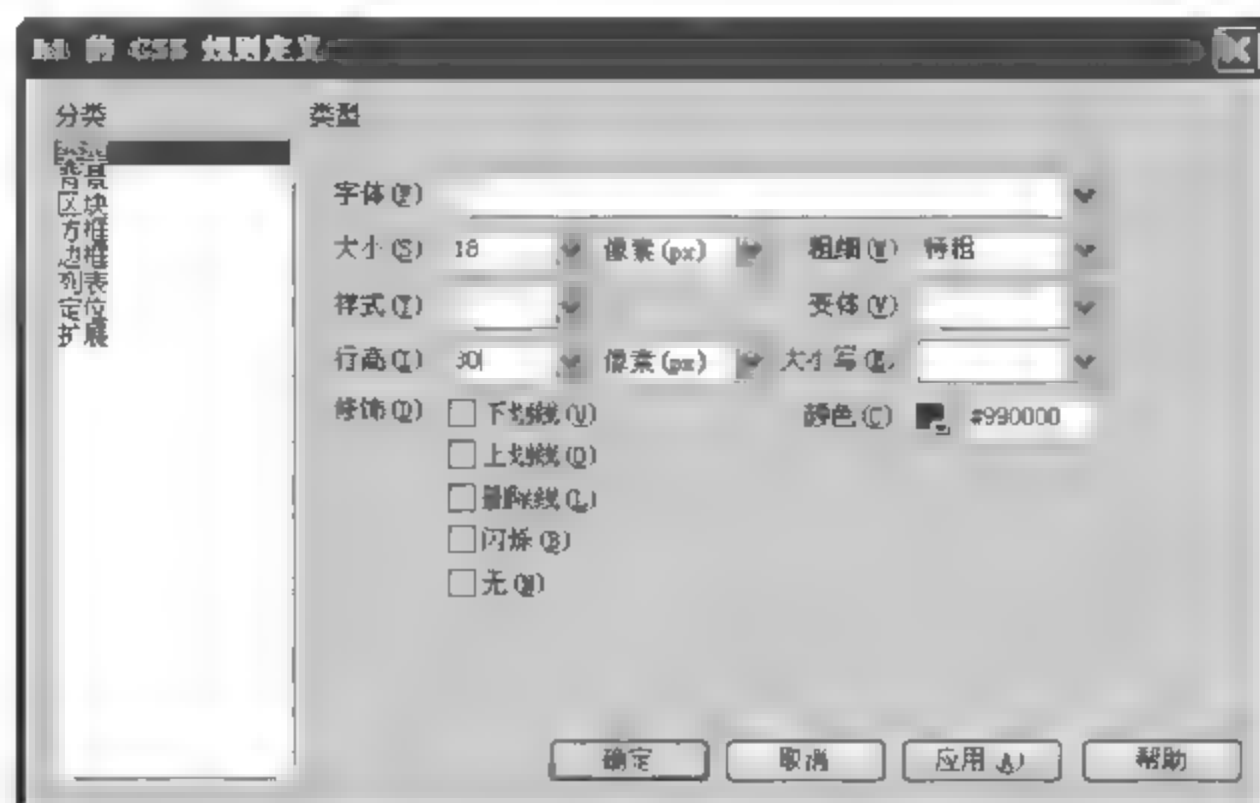 的 CSS 规则定义
分类
类型
背景
区块
方框
边框
列表
定位
扩展
字体(F)
大小(S) 18 像素(px) 粗细(W) 特粗
样式(T) 变体(V)
行高(I) 30 像素(px) 大小写(R)
修饰(D) 下划线(U) 颜色(C) #990000
上划线(O)
删除线(L)
闪烁(B)
无(N)
确定 取消 应用(A) 帮助